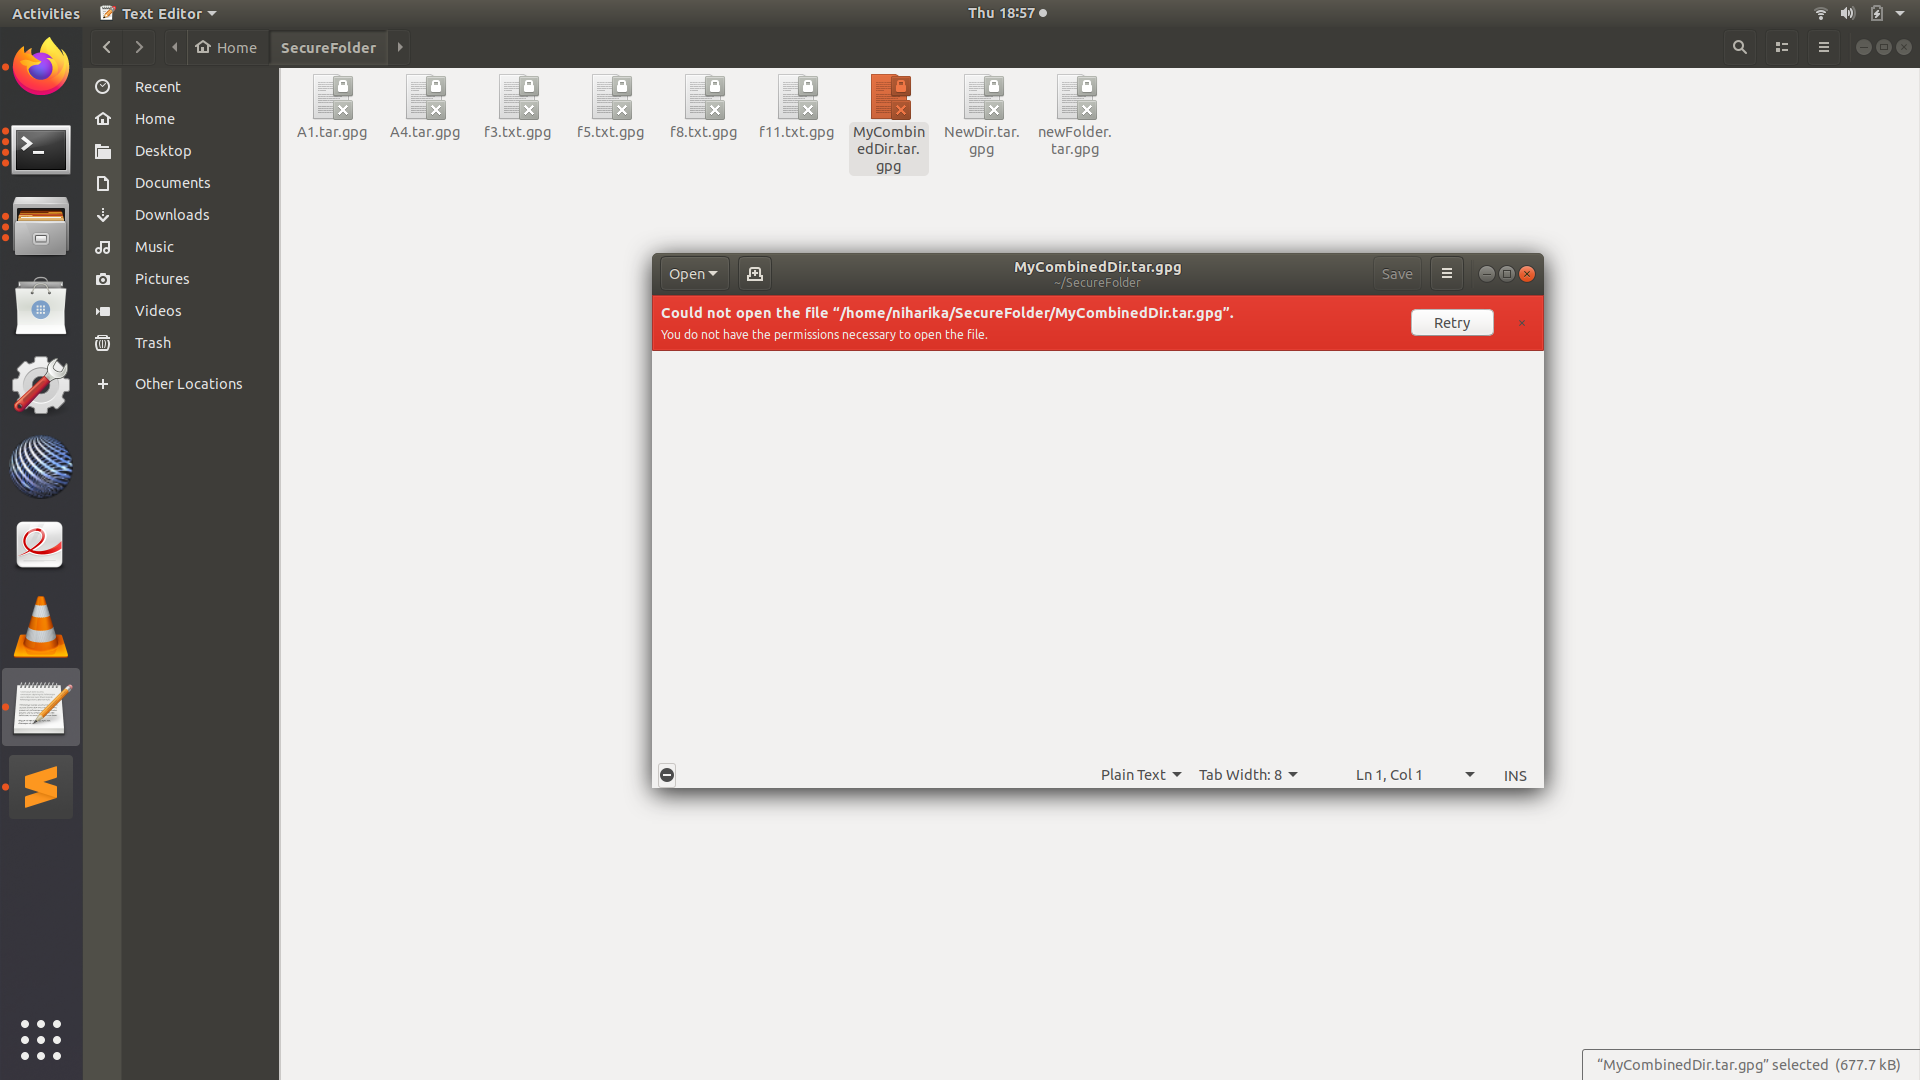 Activities
Text Editor
Thu 18:57
Home
SecureFolder
Recent
Home
Desktop
Documents
Downloads
Music
Pictures
Videos
Trash
Other Locations
A1.tar.gpg
A4.tar.gpg
f3.txt.gpg
f5.txt.gpg
f8.txt.gpg
f11.txt.gpg
MyCombin
edDir.tar.
gpg
NewDir.tar.
gpg
newFolder.
tar.gpg
Open
MyCombinedDir.tar.gpg
~/SecureFolder
Save
Could not open the file “/home/niharika/SecureFolder/MyCombinedDir.tar.gpg”.
You do not have the permissions necessary to open the file.
Retry
Plain Text
Tab Width: 8
Ln 1, Col 1
INS
“MyCombinedDir.tar.gpg” selected (677.7 kB)